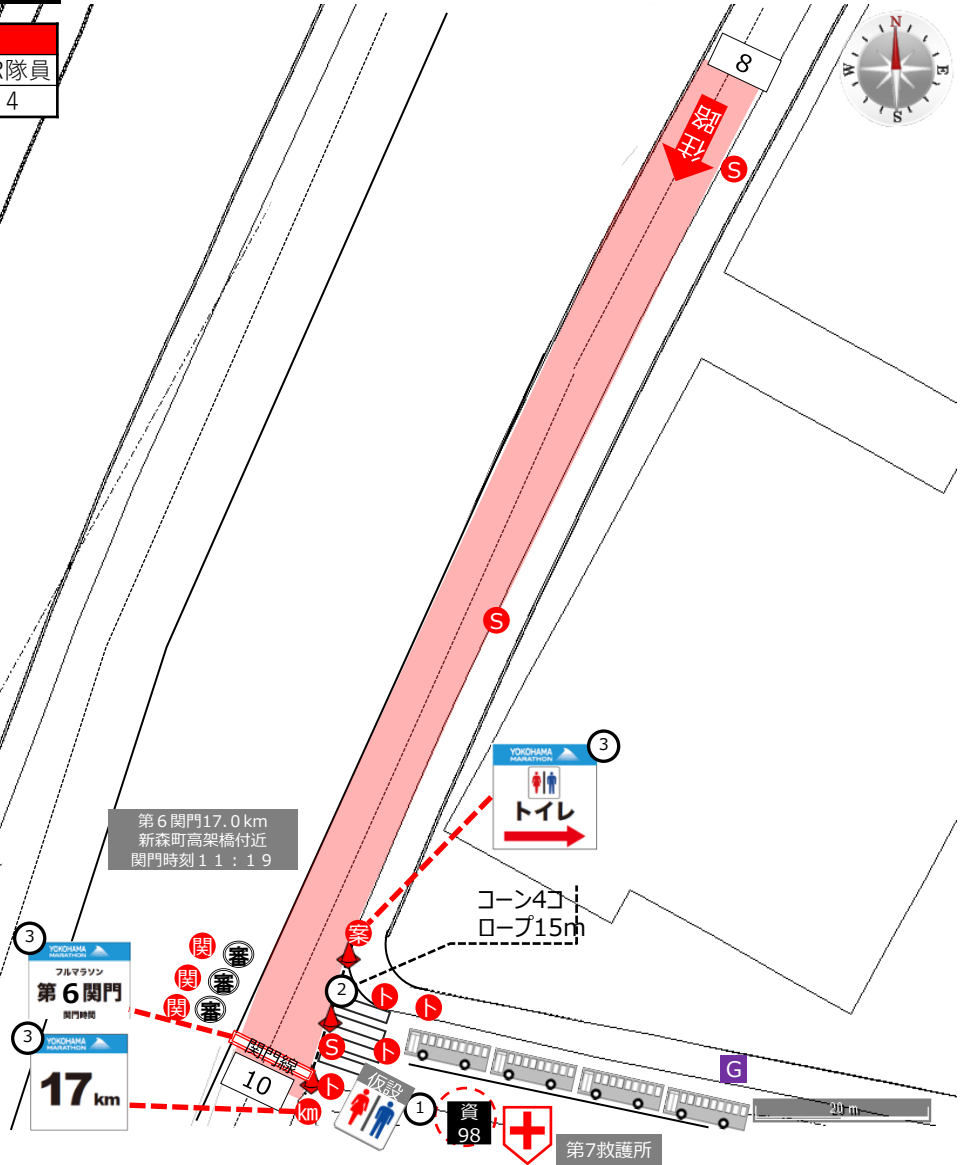 隊員
4
8
N
W
E
S
往路
S
S
YOKOHAMA
MARATHON
トイレ
3
第6関門17.0km
新森町高架橋付近
関門時刻11：19
コーン4コ
ロープ15m
案
3
YOKOHAMA
MARATHON
フルマラソン
第6関門
関門時間
関 審
関 審
関 審
2
ト
ト
3
YOKOHAMA
MARATHON
17km
関門線
S
ト
10
ト
km
仮設
1
資
98
G
20 m
第7救護所